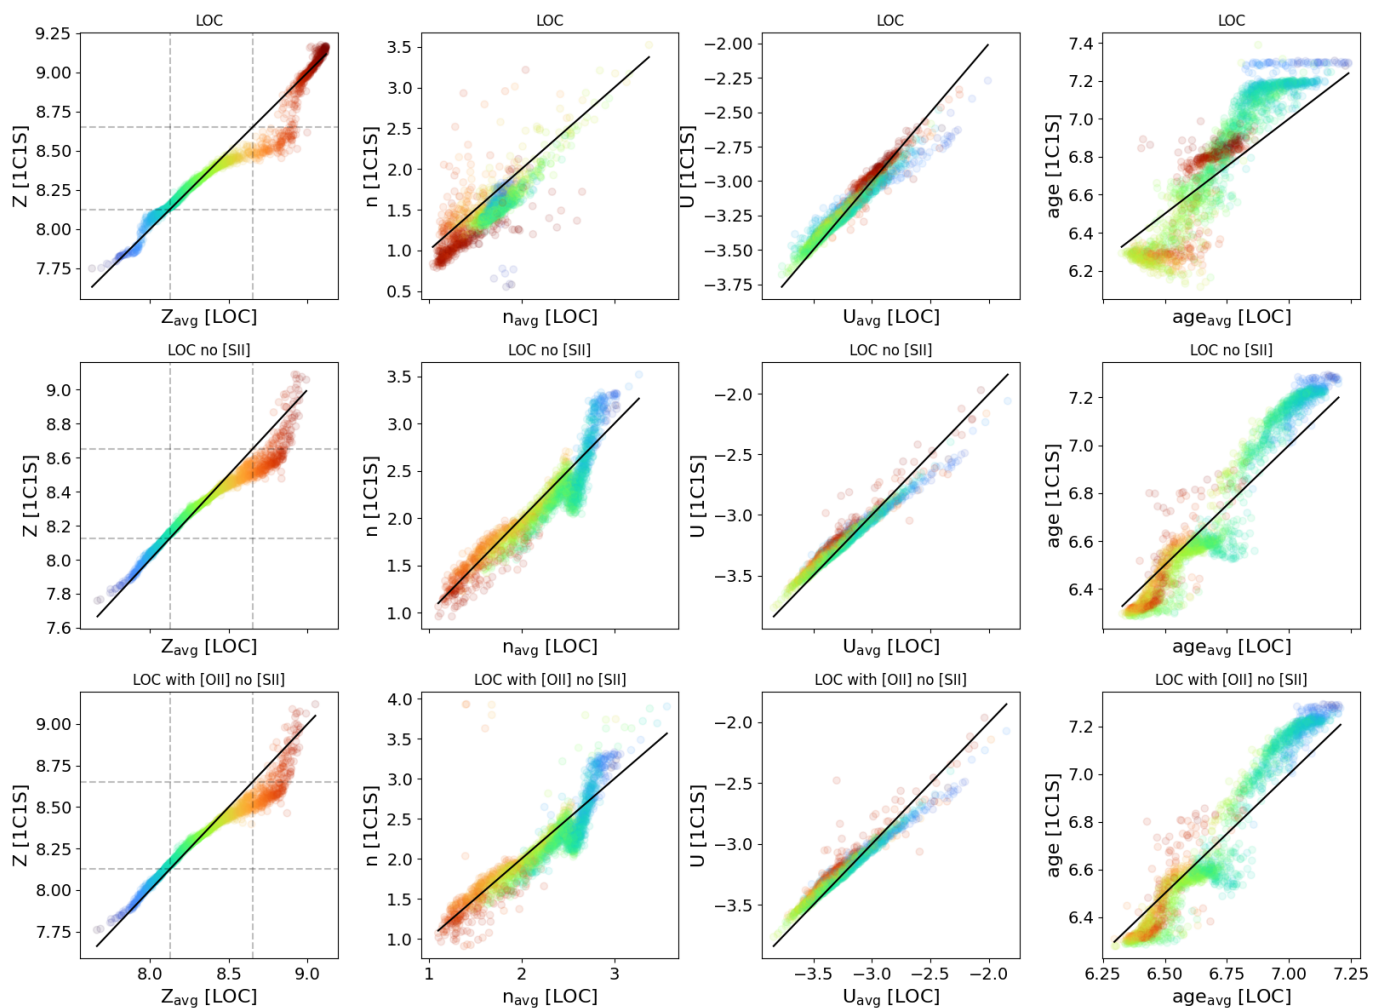 LOC LOC LOC LOC
9.25
9.00
8.75
8.50
8.25
8.00
7.75
Z [1C1S]
Z_avg [LOC]
3.5
3.0
2.5
2.0
1.5
1.0
0.5
n [1C1S]
n_avg [LOC]
−2.00
−2.25
−2.50
−2.75
−3.00
−3.25
−3.50
−3.75
U [1C1S]
U_avg [LOC]
7.4
7.2
7.0
6.8
6.6
6.4
6.2
age [1C1S]
age_avg [LOC]
LOC no [SII] LOC no [SII] LOC no [SII] LOC no [SII]
9.0
8.8
8.6
8.4
8.2
8.0
7.8
7.6
Z [1C1S]
Z_avg [LOC]
3.5
3.0
2.5
2.0
1.5
1.0
n [1C1S]
n_avg [LOC]
−2.0
−2.5
−3.0
−3.5
U [1C1S]
U_avg [LOC]
7.2
7.0
6.8
6.6
6.4
age [1C1S]
age_avg [LOC]
LOC with [OII] no [SII] LOC with [OII] no [SII] LOC with [OII] no [SII] LOC with [OII] no [SII]
9.00
8.75
8.50
8.25
8.00
7.75
Z [1C1S]
8.0 8.5 9.0
Z_avg [LOC]
4.0
3.5
3.0
2.5
2.0
1.5
1.0
n [1C1S]
1 2 3
n_avg [LOC]
−2.0
−2.5
−3.0
−3.5
U [1C1S]
−3.5 −3.0 −2.5 −2.0
U_avg [LOC]
7.2
7.0
6.8
6.6
6.4
age [1C1S]
6.25 6.50 6.75 7.00 7.25
age_avg [LOC]